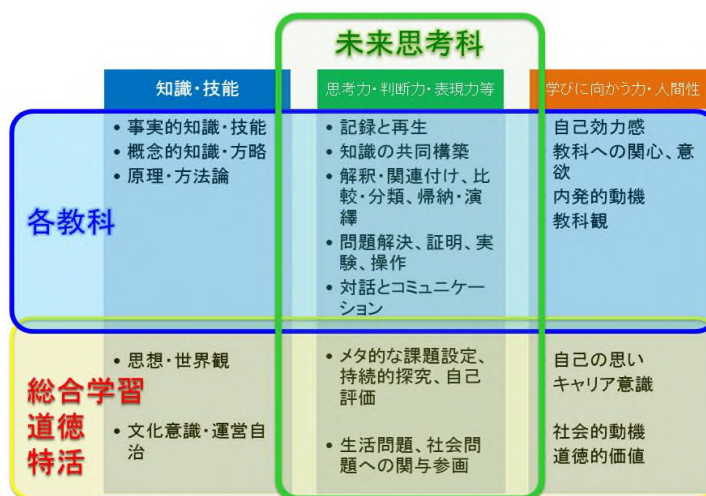 未来思考科
知識・技能
思考力・判断力・表現力等
学びに向かう力・人間性
各教科
• 事実的知識・技能
• 概念的知識・方略
• 原理・方法論
• 記録と再生
• 知識の共同構築
• 解釈・関連付け、比
較・分類、帰納・演
繹
• 問題解決、証明、実
験、操作
• 対話とコミュニケー
ション
自己効力感
教科への関心、意
欲
内発的動機
教科観
総合学習
道徳
特活
• 思想・世界観
• 文化意識・運営自
治
• メタ的な課題設定、
持続的探究、自己
評価
• 生活問題、社会問
題への関与参画
自己の思い
キャリア意識
社会的動機
道徳的価値